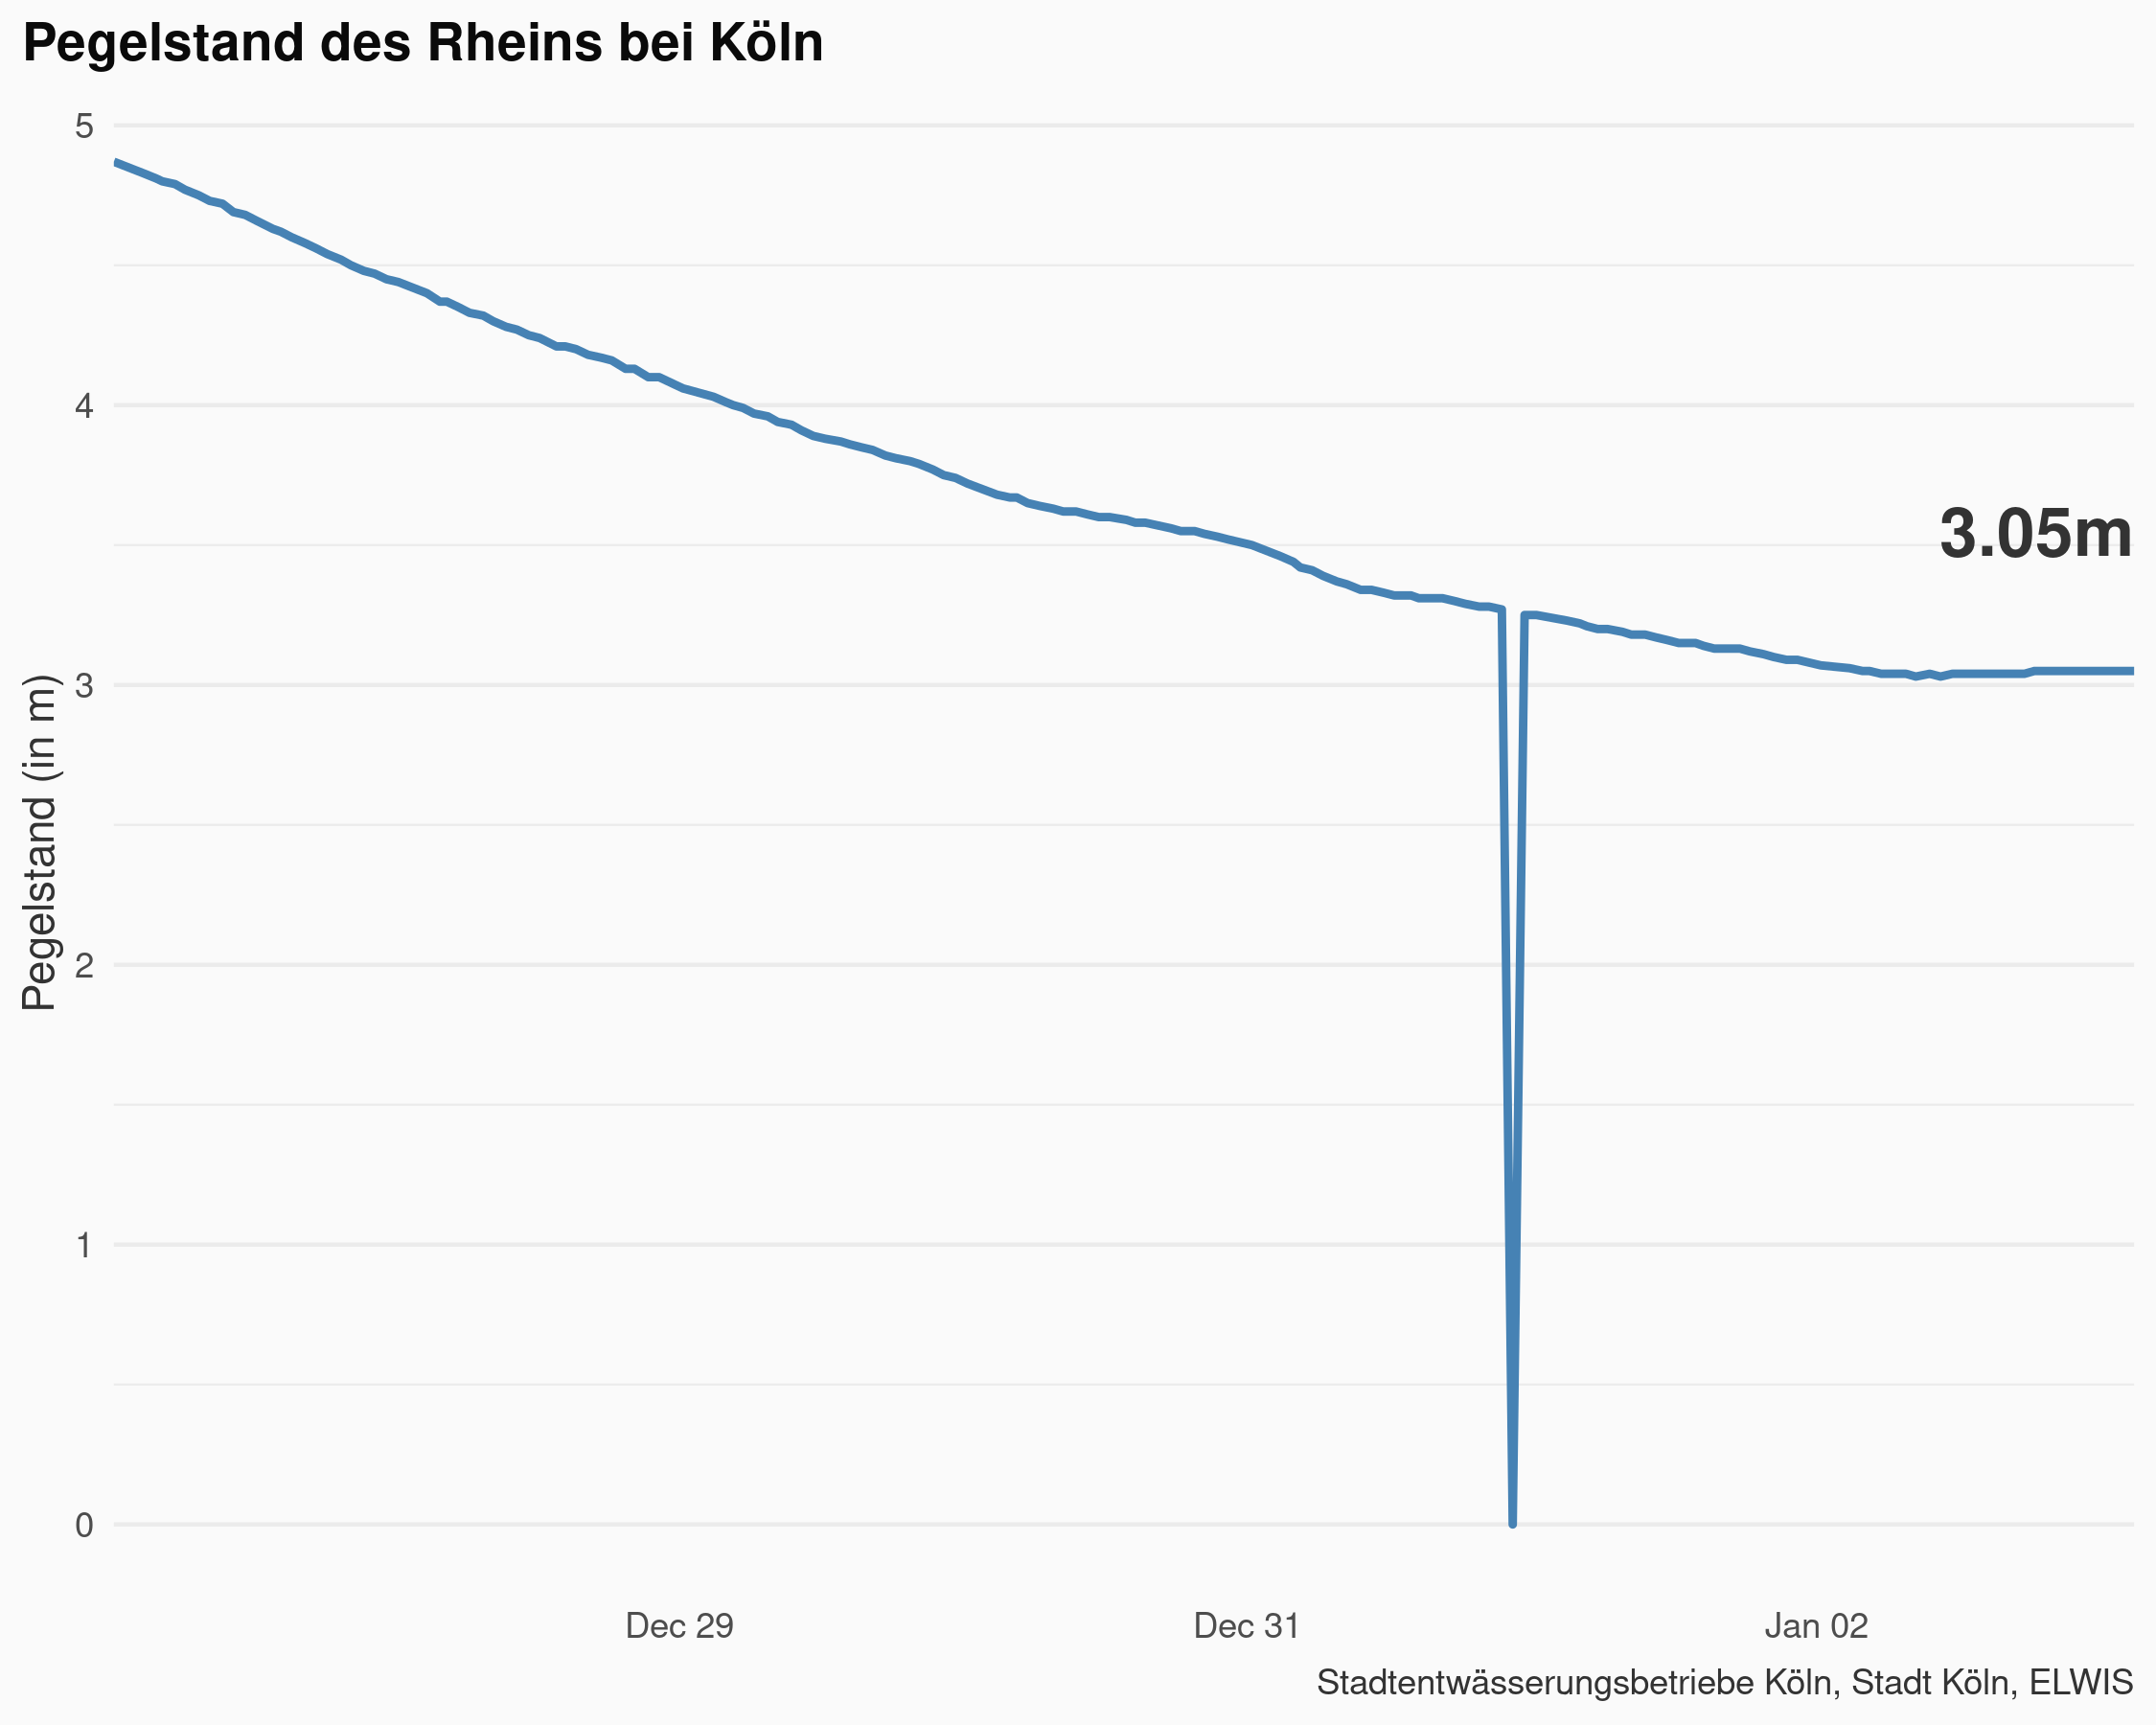 Pegelstand des Rheins bei Köln
5
4
3.05m
3
Pegelstand (in m)
2
1
0
Dec 29 Dec 31 Jan 02
Stadtentwässerungsbetriebe Köln, Stadt Köln, ELWIS